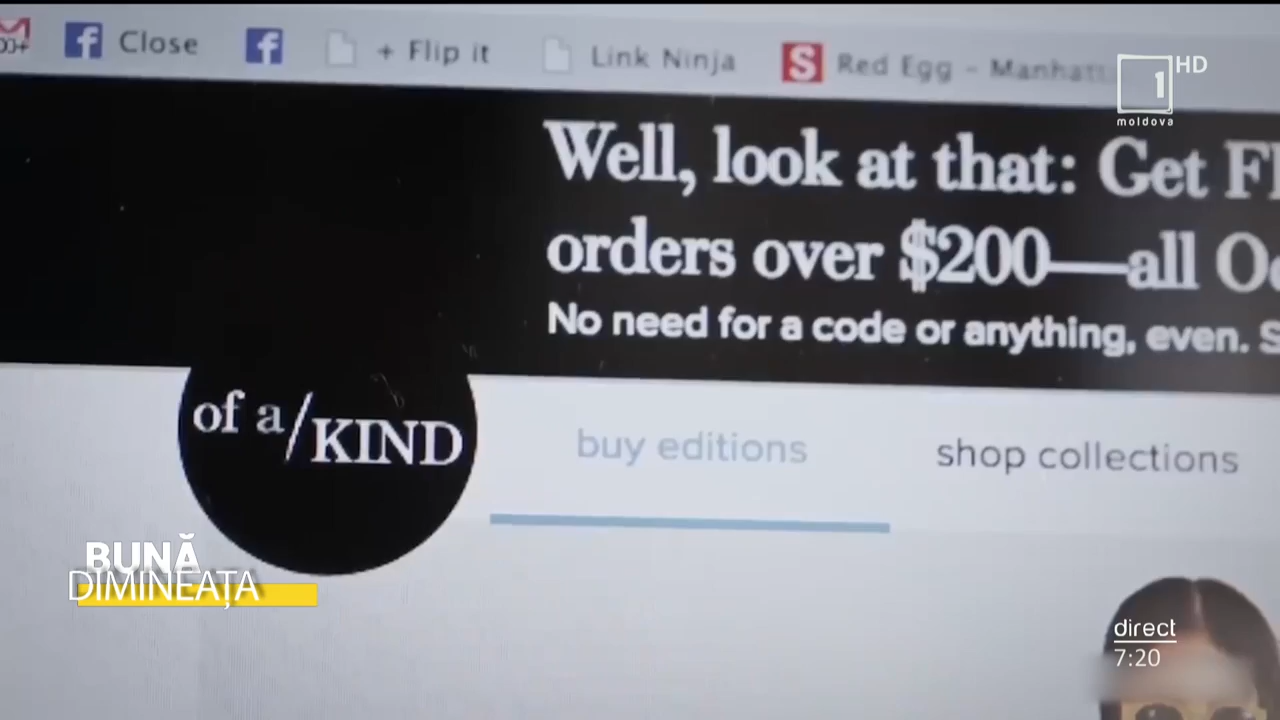 Close
+ Flip it
Link Ninja
Red Egg - Manhatt
1 HD
moldova
Well, look at that: Get
orders over $200—all
No need for a code or anything, even.
of a/KIND
buy editions
shop collections
BUNĂ
DIMINEAȚA
direct
7:20